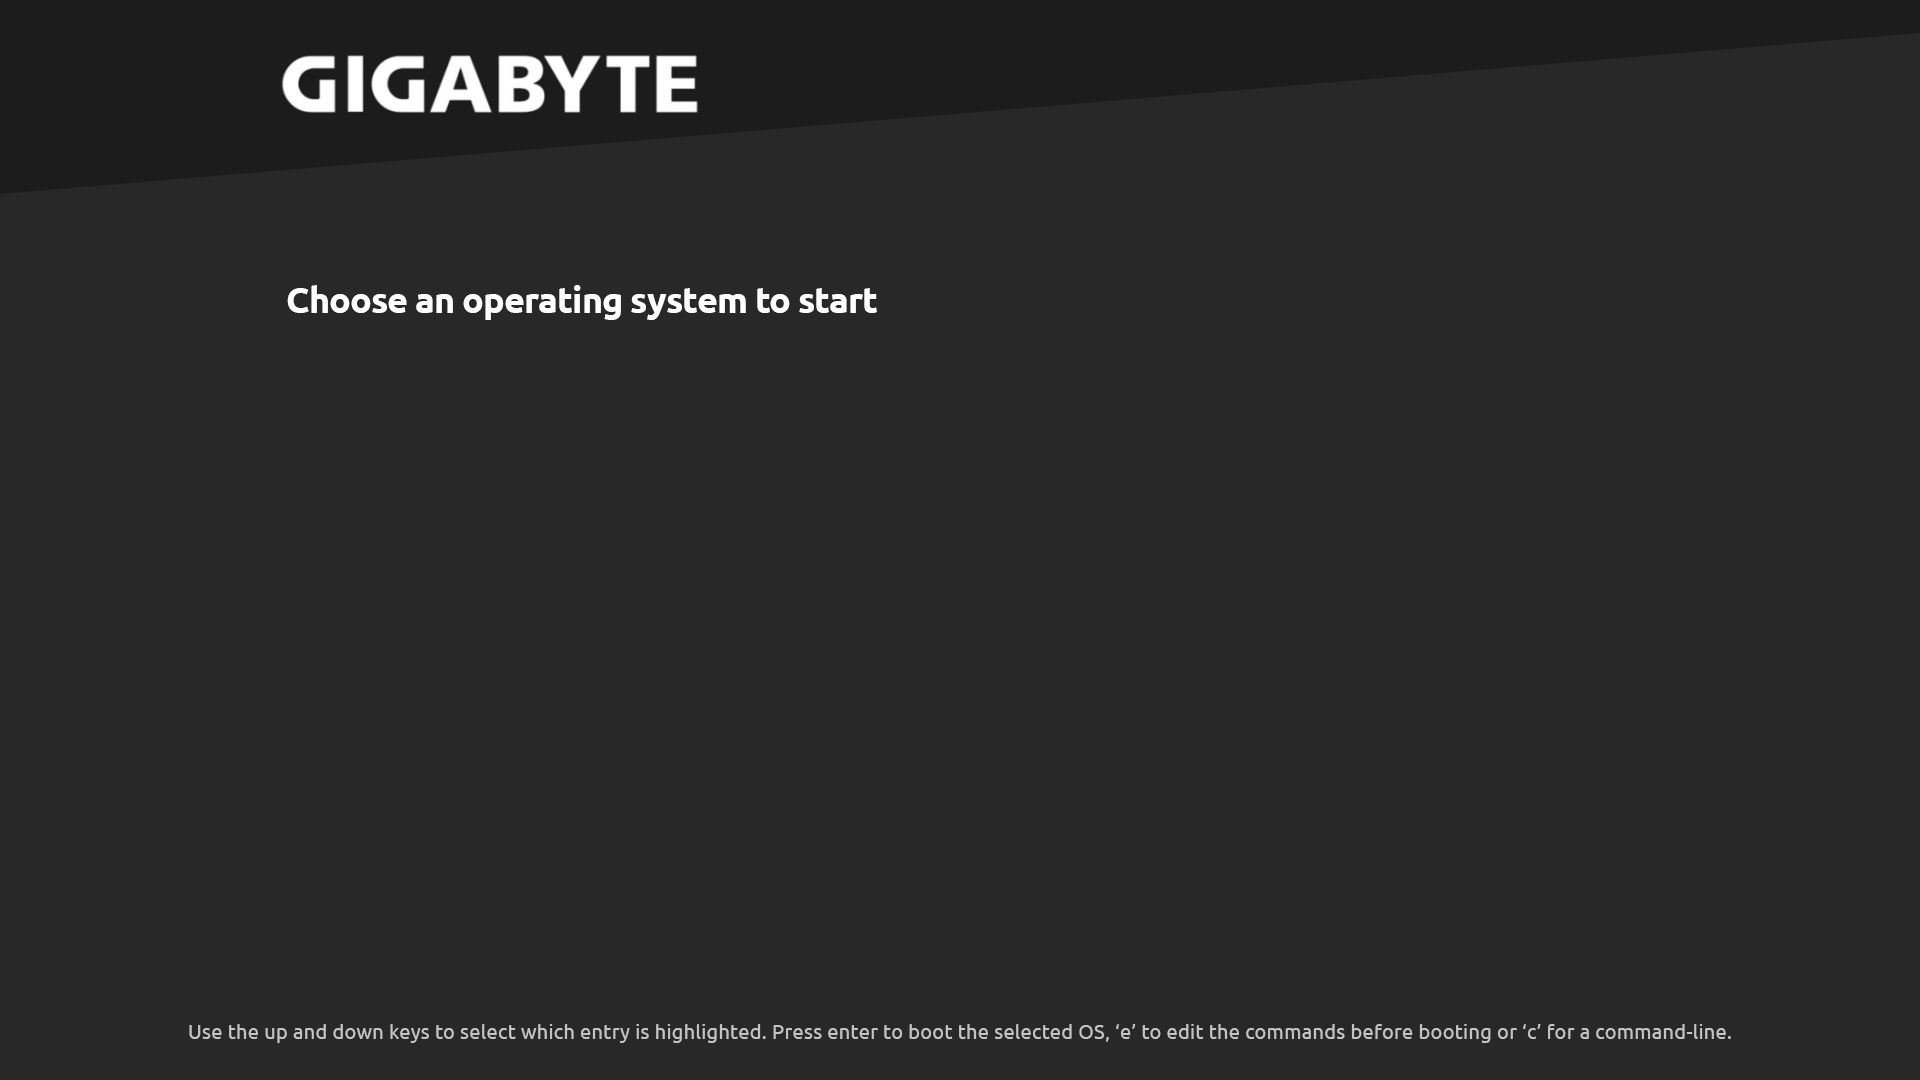 GIGABYTE
Choose an operating system to start
Use the up and down keys to select which entry is highlighted. Press enter to boot the selected OS, ‘e’ to edit the commands before booting or ‘c’ for a command-line.